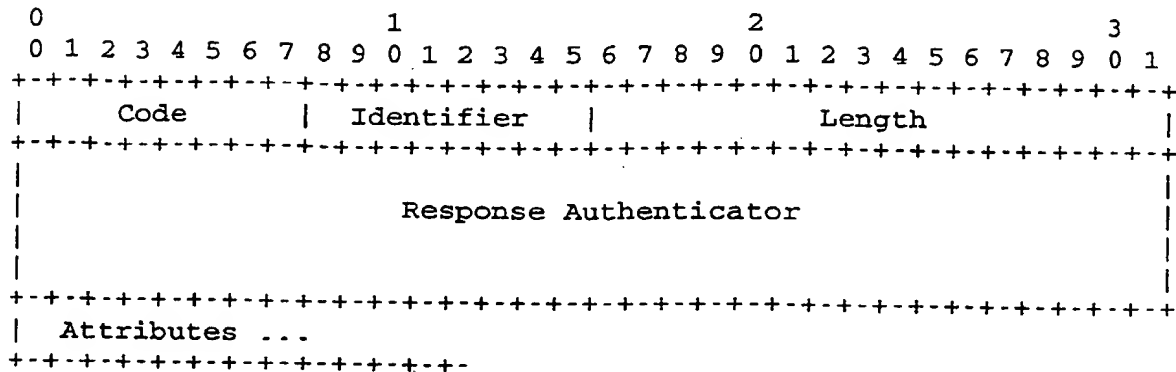 0                   1                   2                   3
0 1 2 3 4 5 6 7 8 9 0 1 2 3 4 5 6 7 8 9 0 1 2 3 4 5 6 7 8 9 0 1
+-+-+-+-+-+-+-+-+-+-+-+-+-+-+-+-+-+-+-+-+-+-+-+-+-+-+-+-+-+-+-+-+
| Code | Identifier | Length |
+-+-+-+-+-+-+-+-+-+-+-+-+-+-+-+-+-+-+-+-+-+-+-+-+-+-+-+-+-+-+-+-+
| |
| Response Authenticator |
| |
| |
+-+-+-+-+-+-+-+-+-+-+-+-+-+-+-+-+-+-+-+-+-+-+-+-+-+-+-+-+-+-+-+-+
| Attributes ...
+-+-+-+-+-+-+-+-+-+-+-+-+-